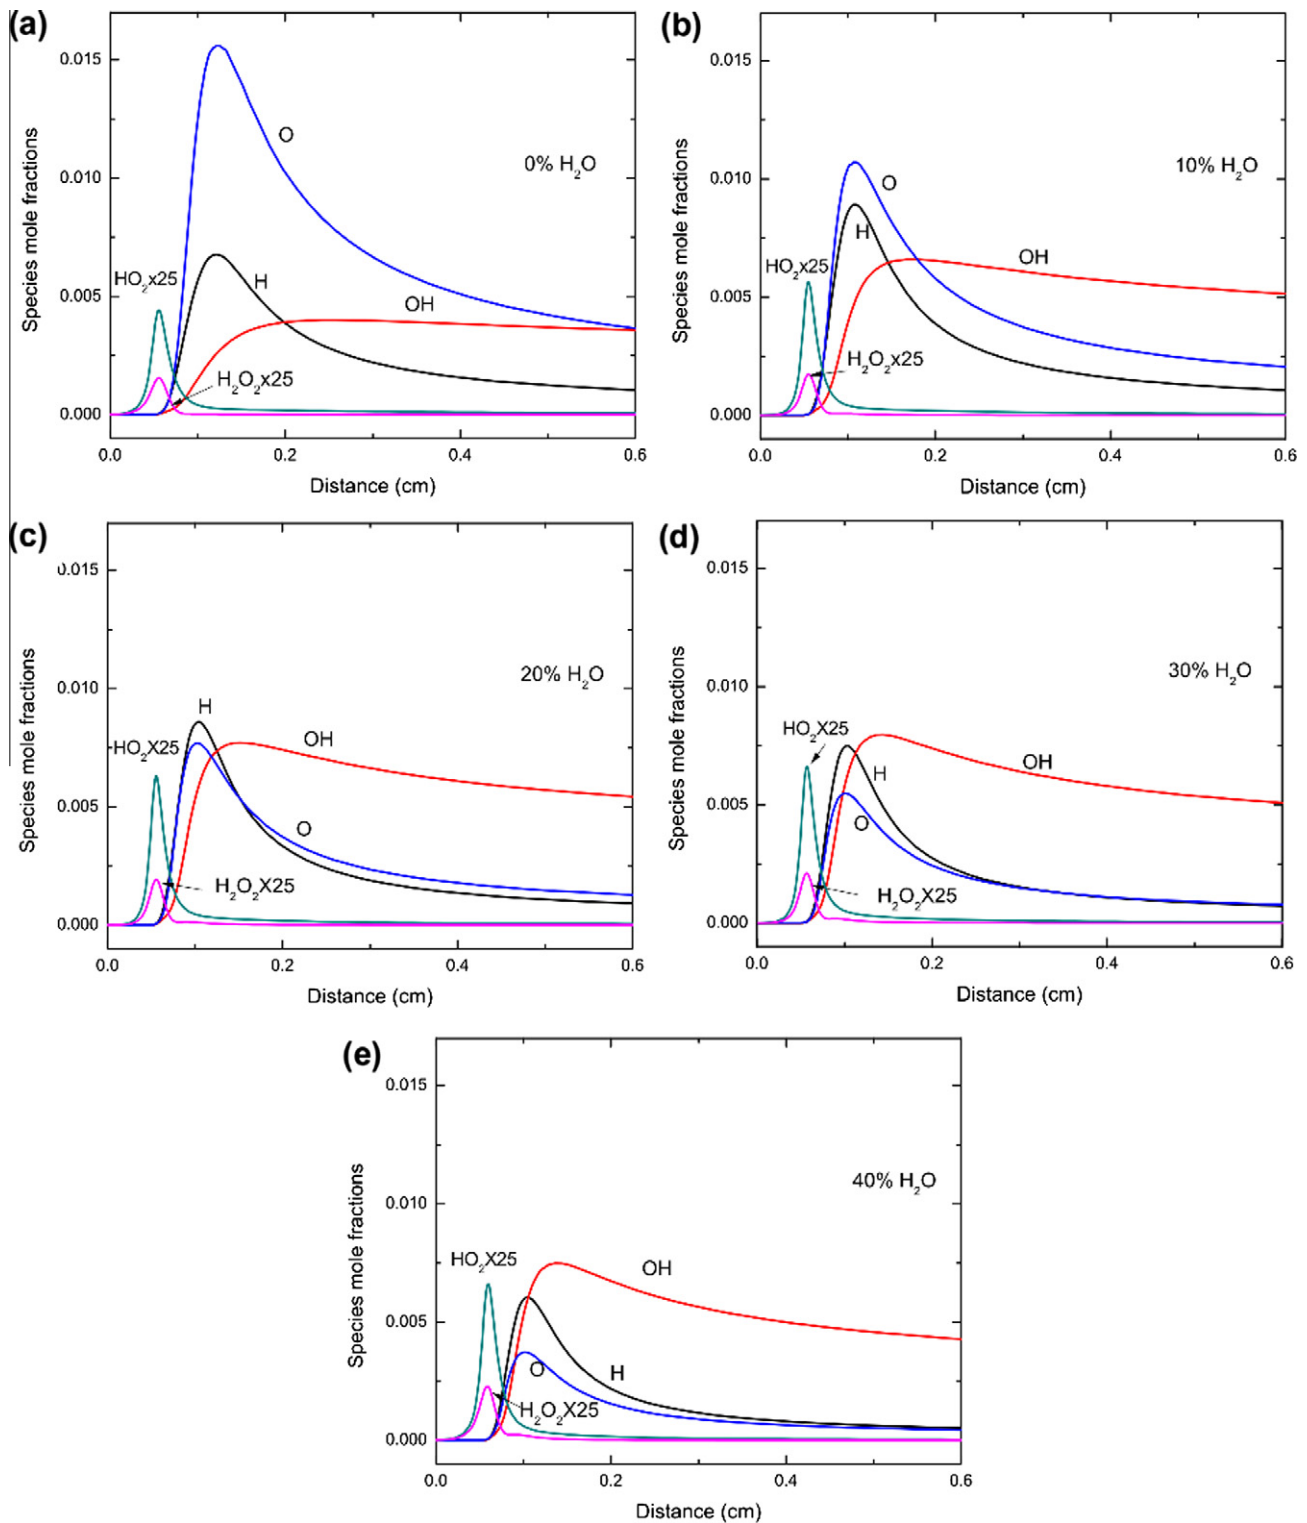 (a)
0.015
0.010
0.005
0.000
Species mole fractions
O
0% H₂O
H
HO₂x25
OH
H₂O₂x25
0.0 0.2 0.4 0.6
Distance (cm)
(b)
0.015
0.010
0.005
0.000
Species mole fractions
10% H₂O
O
H
OH
HO₂x25
H₂O₂x25
0.0 0.2 0.4 0.6
Distance (cm)
(c)
0.015
0.010
0.005
0.000
Species mole fractions
20% H₂O
H
OH
HO₂X25
O
H₂O₂X25
0.0 0.2 0.4 0.6
Distance (cm)
(d)
0.015
0.010
0.005
0.000
Species mole fractions
30% H₂O
HO₂X25
OH
H
O
H₂O₂X25
0.0 0.2 0.4 0.6
Distance (cm)
(e)
0.015
0.010
0.005
0.000
Species mole fractions
40% H₂O
HO₂X25
OH
O
H
H₂O₂X25
0.0 0.2 0.4 0.6
Distance (cm)